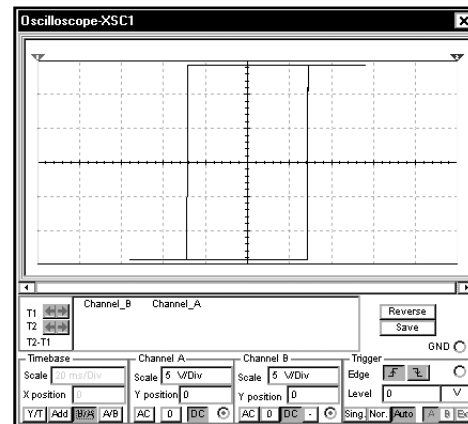 Oscilloscope-XSC1
1
2
Channel_B Channel_A
T1
T2
T2-T1
Reverse
Save
GND
Timebase Channel A Channel B Trigger
Scale 20 ms/Div Scale 5 V/Div Scale 5 V/Div Edge
X position 0 Y position 0 Y position 0 Level 0 V
Y/T Add B/A A/B AC 0 DC AC 0 DC - Sing. Nor. Auto A B Ext